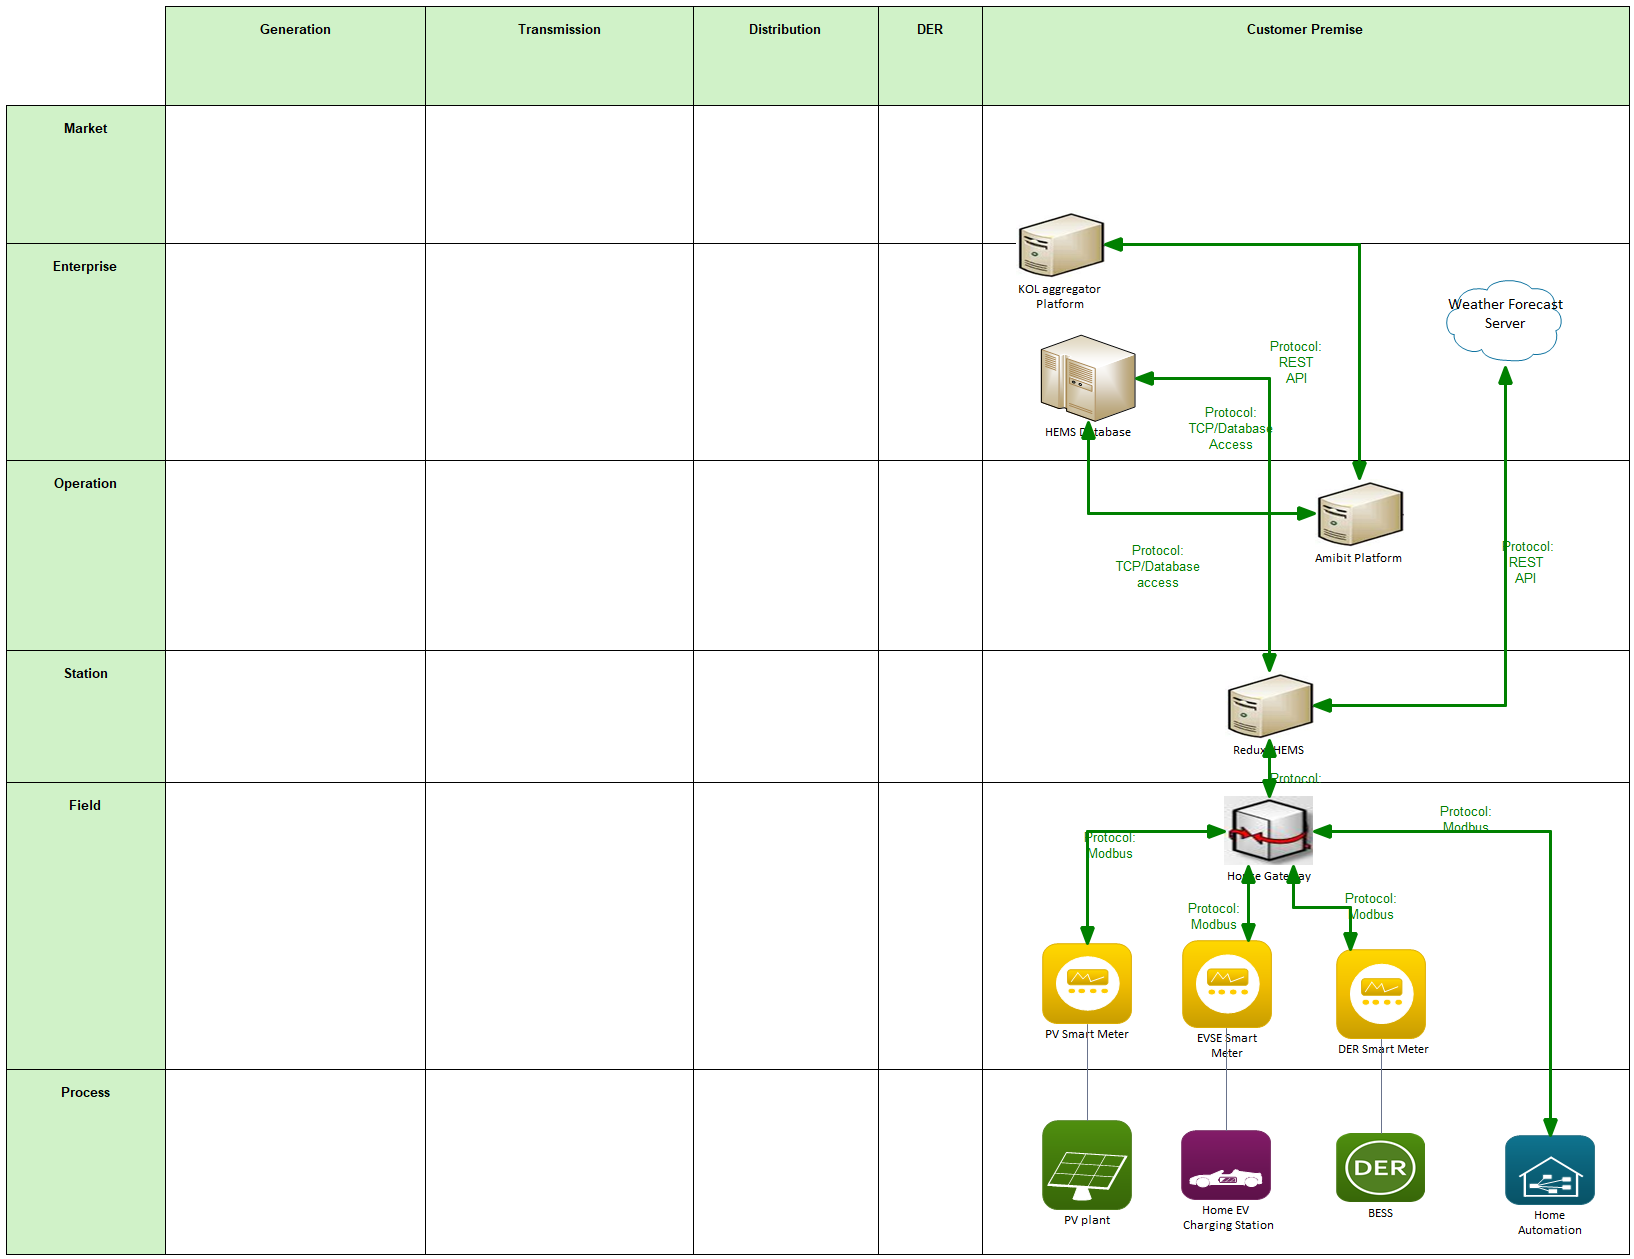 Generation
Transmission
Distribution
DER
Customer Premise
Market
Enterprise
KOL aggregator
Platform
Weather Forecast
Server
Protocol:
REST
API
HEMS Database
Protocol:
TCP/Database
Access
Operation
Amibit Platform
Protocol:
TCP/Database
access
Protocol:
REST
API
Station
Redux HEMS
Protocol:
Field
Protocol:
Modbus
Protocol:
Modbus
Home Gateway
Protocol:
Modbus
Protocol:
Modbus
PV Smart Meter
EVSE Smart
Meter
DER Smart Meter
Process
DER
PV plant
Home EV
Charging Station
BESS
Home
Automation